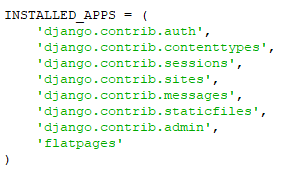 INSTALLED_APPS = (
    'django.contrib.auth',
    'django.contrib.contenttypes',
    'django.contrib.sessions',
    'django.contrib.sites',
    'django.contrib.messages',
    'django.contrib.staticfiles',
    'django.contrib.admin',
    'flatpages'
)